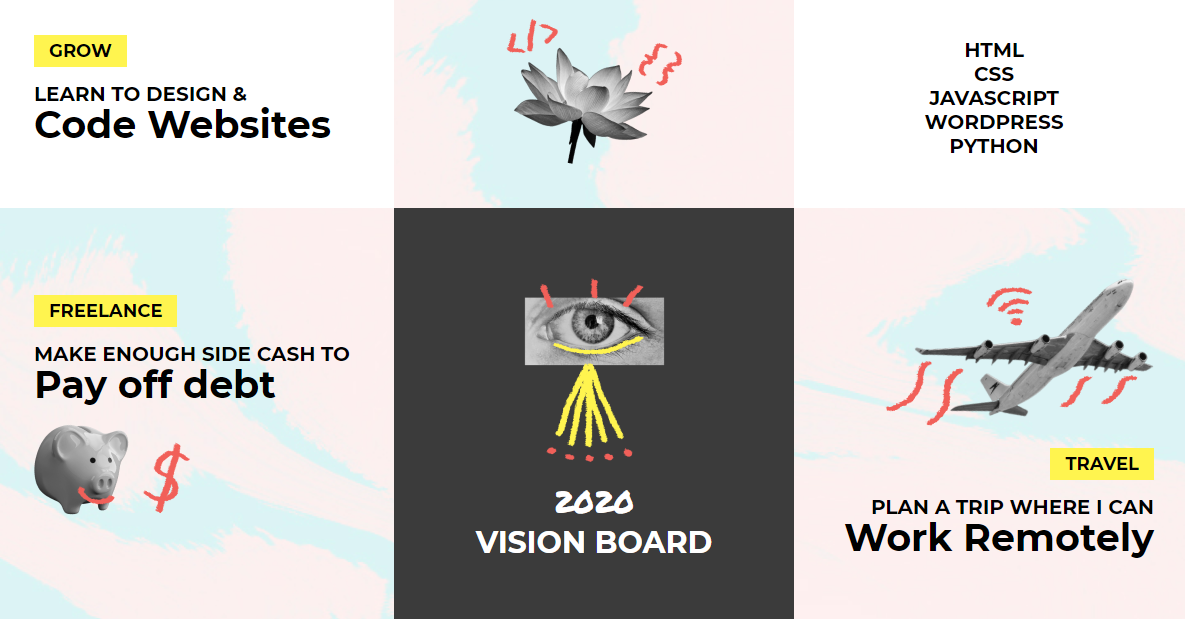 GROW
LEARN TO DESIGN &
Code Websites
</>
{ }
HTML
CSS
JAVASCRIPT
WORDPRESS
PYTHON
FREELANCE
MAKE ENOUGH SIDE CASH TO
Pay off debt
$
2020
VISION BOARD
TRAVEL
PLAN A TRIP WHERE I CAN
Work Remotely